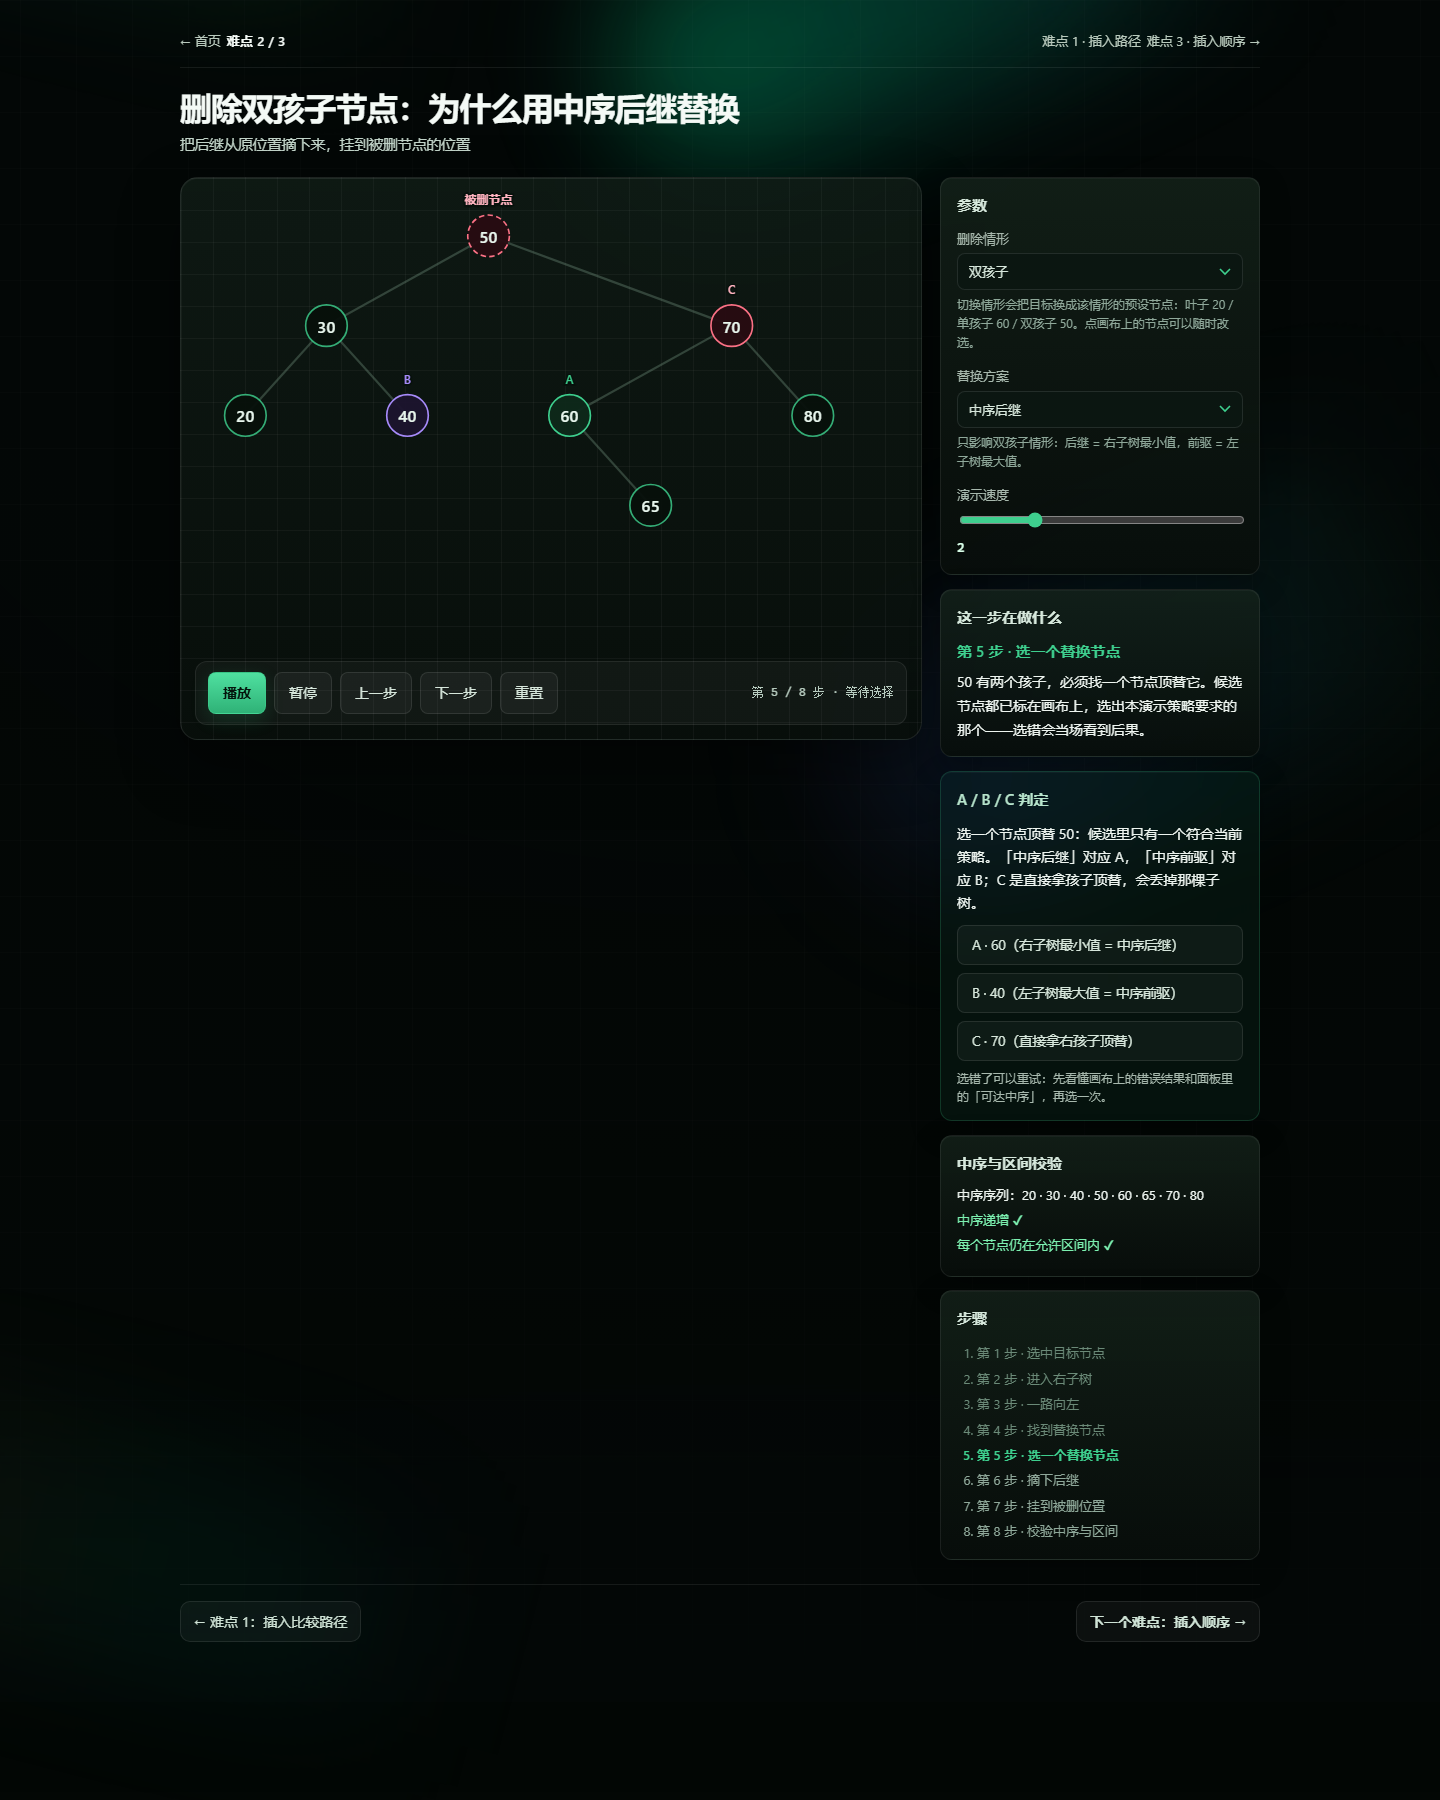 ← 首页 难点 2 / 3
难点 1 · 插入路径 难点 3 · 插入顺序 →
删除双孩子节点：为什么用中序后继替换
把后继从原位置摘下来，挂到被删节点的位置
被删节点
50
C
30
70
B
A
20
40
60
80
65
播放
暂停
上一步
下一步
重置
第 5 / 8 步 · 等待选择
参数
删除情形
双孩子
切换情形会把目标换成该情形的预设节点：叶子 20 /
单孩子 60 / 双孩子 50。点画布上的节点可以随时改
选。
替换方案
中序后继
只影响双孩子情形：后继 = 右子树最小值，前驱 = 左
子树最大值。
演示速度
2
这一步在做什么
第 5 步 · 选一个替换节点
50 有两个孩子，必须找一个节点顶替它。候选
节点都已标在画布上，选出本演示策略要求的
那个——选错会当场看到后果。
A / B / C 判定
选一个节点顶替 50：候选里只有一个符合当前
策略。「中序后继」对应 A，「中序前驱」对
应 B；C 是直接拿孩子顶替，会丢掉那棵子
树。
A · 60（右子树最小值 = 中序后继）
B · 40（左子树最大值 = 中序前驱）
C · 70（直接拿右孩子顶替）
选错了可以重试：先看懂画布上的错误结果和面板里
的「可达中序」，再选一次。
中序与区间校验
中序序列：20 · 30 · 40 · 50 · 60 · 65 · 70 · 80
中序递增 ✓
每个节点仍在允许区间内 ✓
步骤
1. 第 1 步 · 选中目标节点
2. 第 2 步 · 进入右子树
3. 第 3 步 · 一路向左
4. 第 4 步 · 找到替换节点
5. 第 5 步 · 选一个替换节点
6. 第 6 步 · 摘下后继
7. 第 7 步 · 挂到被删位置
8. 第 8 步 · 校验中序与区间
← 难点 1：插入比较路径
下一个难点：插入顺序 →